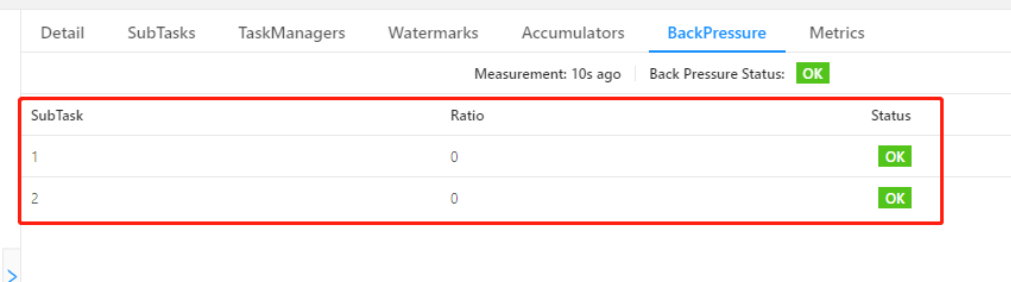 Detail SubTasks TaskManagers Watermarks Accumulators BackPressure Metrics
Measurement: 10s ago Back Pressure Status: OK
SubTask Ratio Status
1 0 OK
2 0 OK